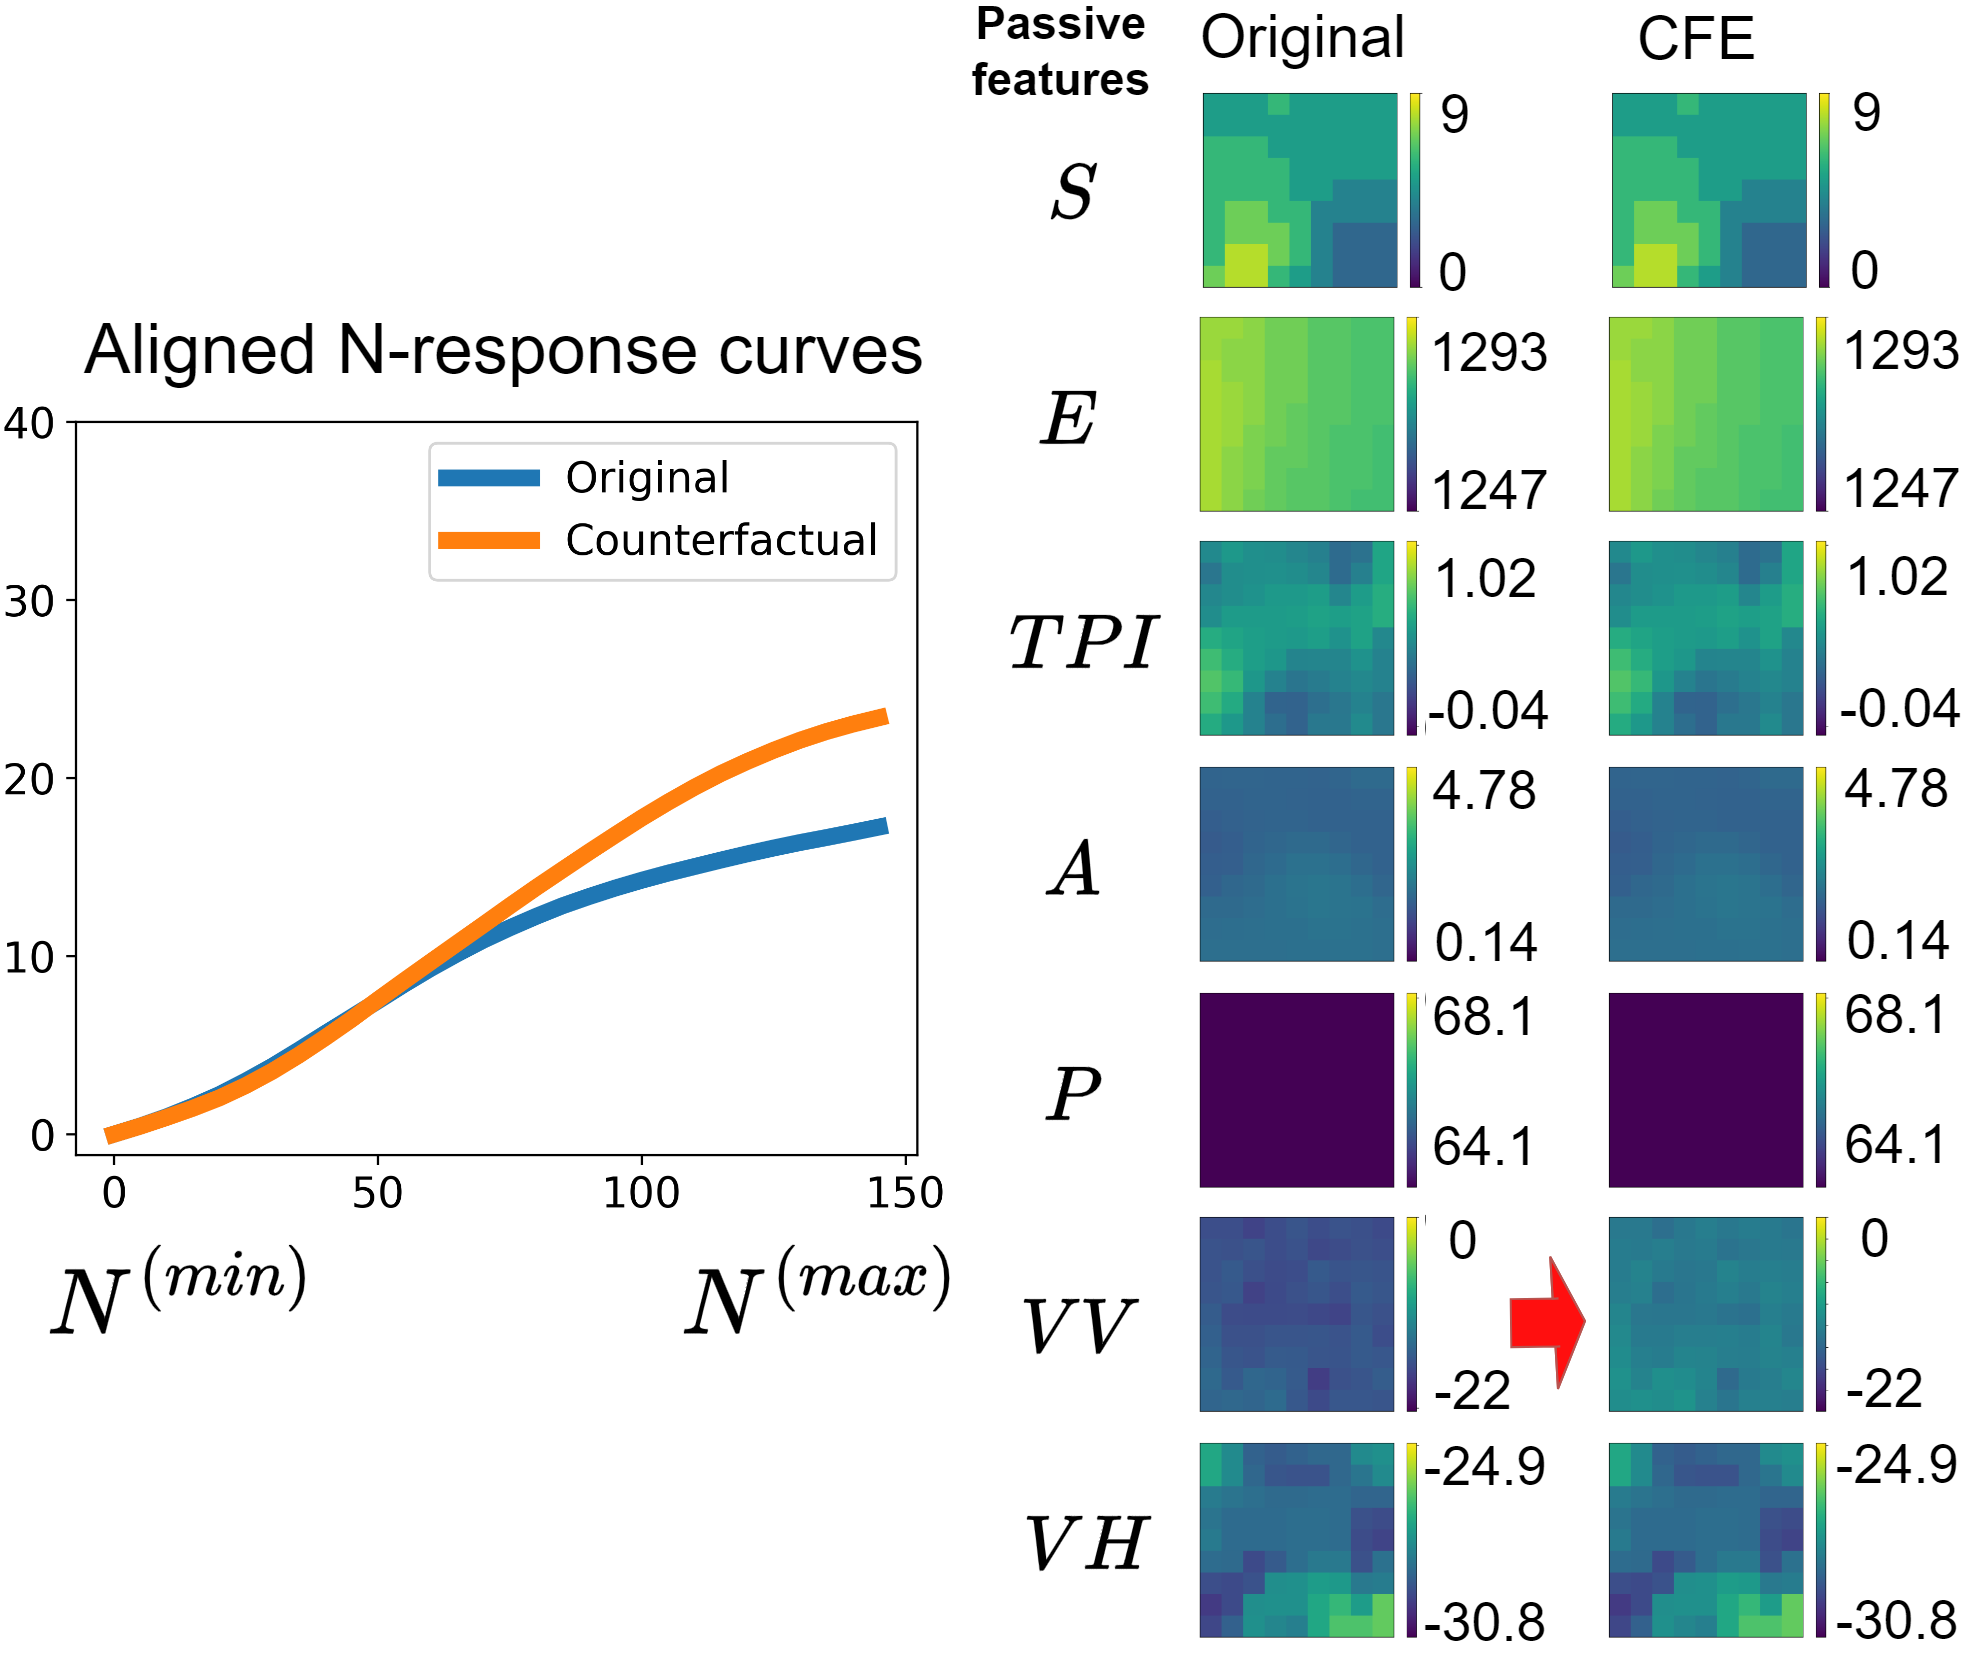 Aligned N-response curves
40
30
20
10
0
Original
Counterfactual
0 50 100 150
N^(min) N^(max)
Passive
features
Original CFE
S
9
0
9
0
E
1293
1247
1293
1247
TPI
1.02
-0.04
1.02
-0.04
A
4.78
0.14
4.78
0.14
P
68.1
64.1
68.1
64.1
VV
0
-22
0
-22
VH
-24.9
-30.8
-24.9
-30.8